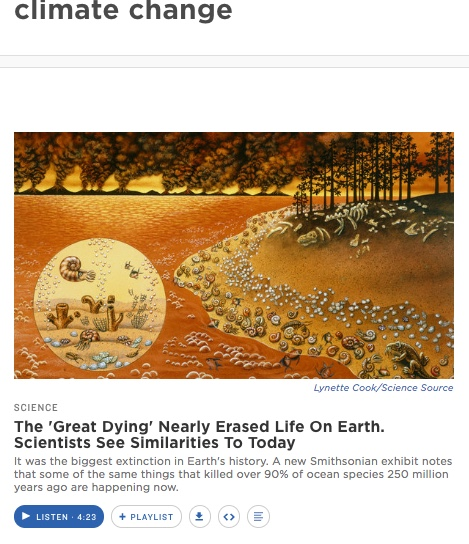 climate change
Lynette Cook/Science Source
SCIENCE
The 'Great Dying' Nearly Erased Life On Earth.
Scientists See Similarities To Today
It was the biggest extinction in Earth's history. A new Smithsonian exhibit notes
that some of the same things that killed over 90% of ocean species 250 million
years ago are happening now.
LISTEN · 4:23
+ PLAYLIST